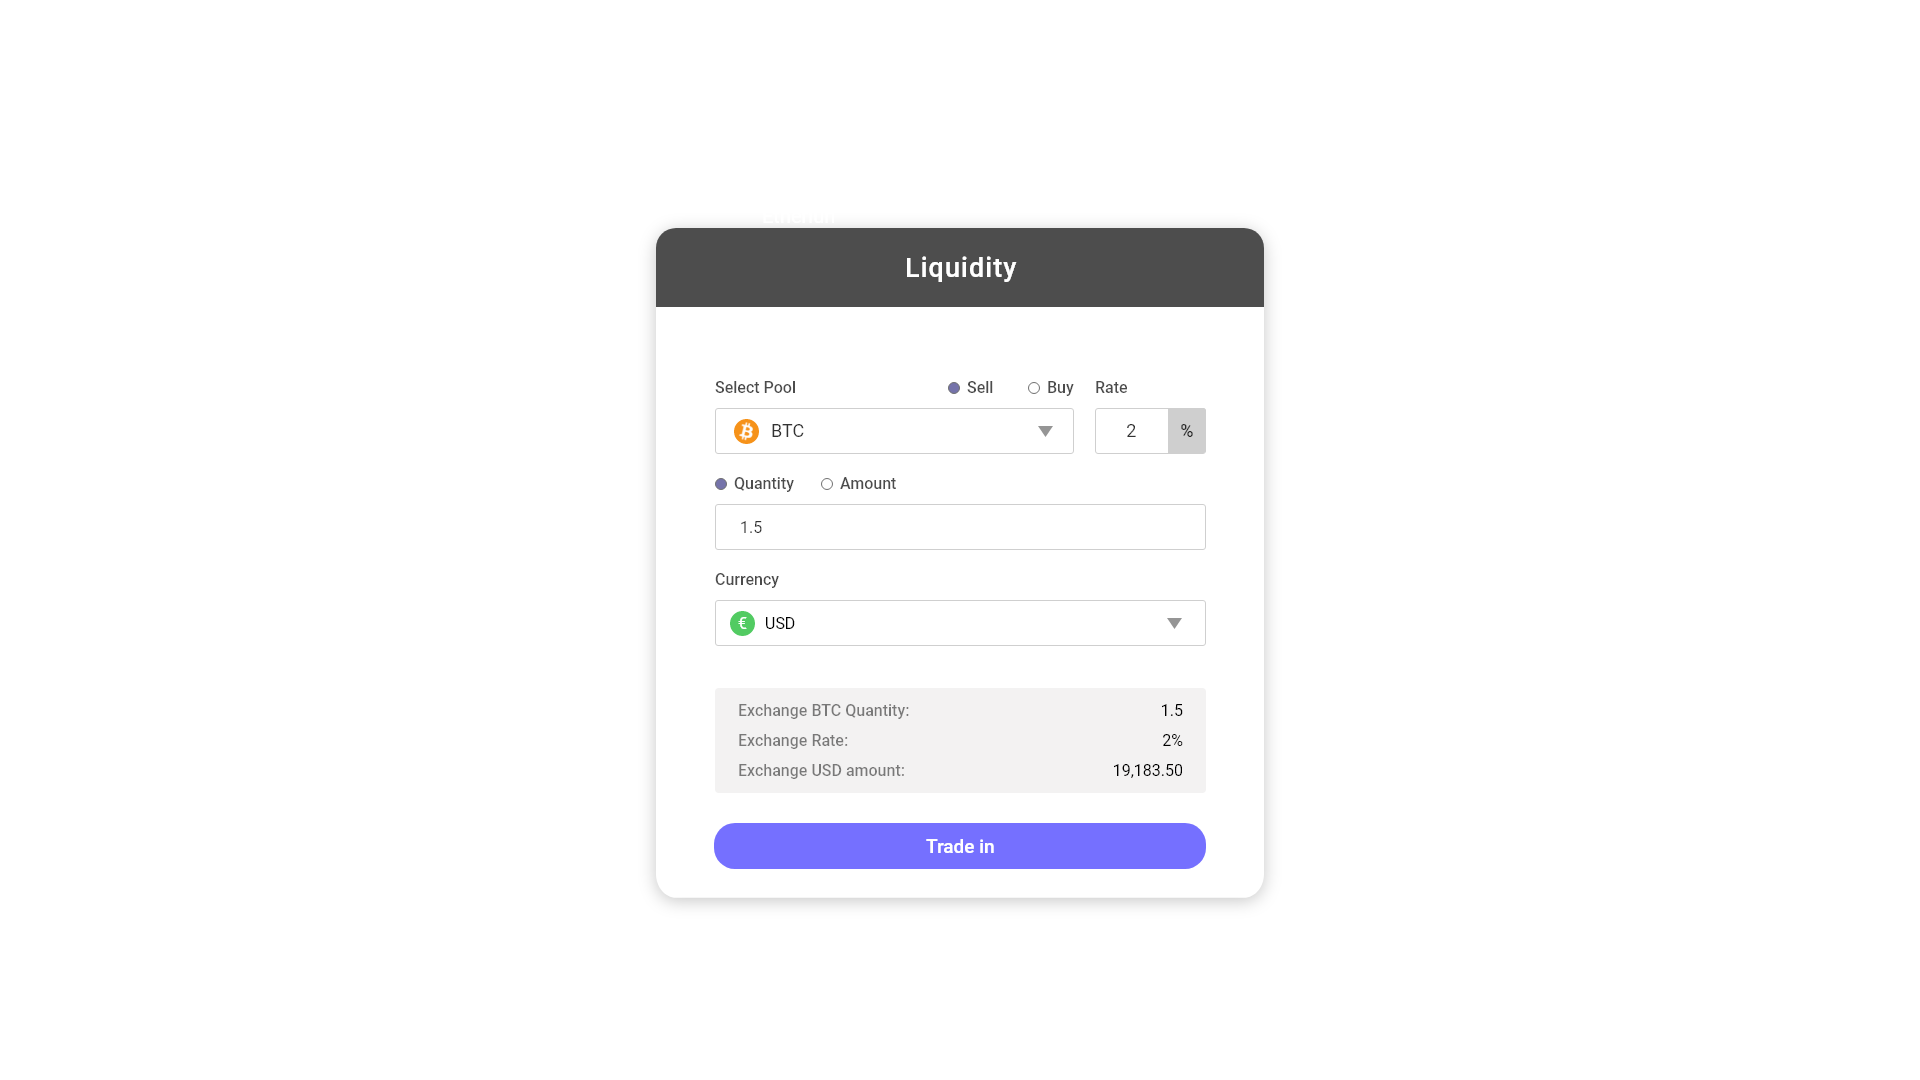 Liquidity
Select Pool Sell Buy Rate
BTC 2 %
Quantity Amount
1.5
Currency
€ USD
Exchange BTC Quantity: 1.5
Exchange Rate: 2%
Exchange USD amount: 19,183.50
Trade in